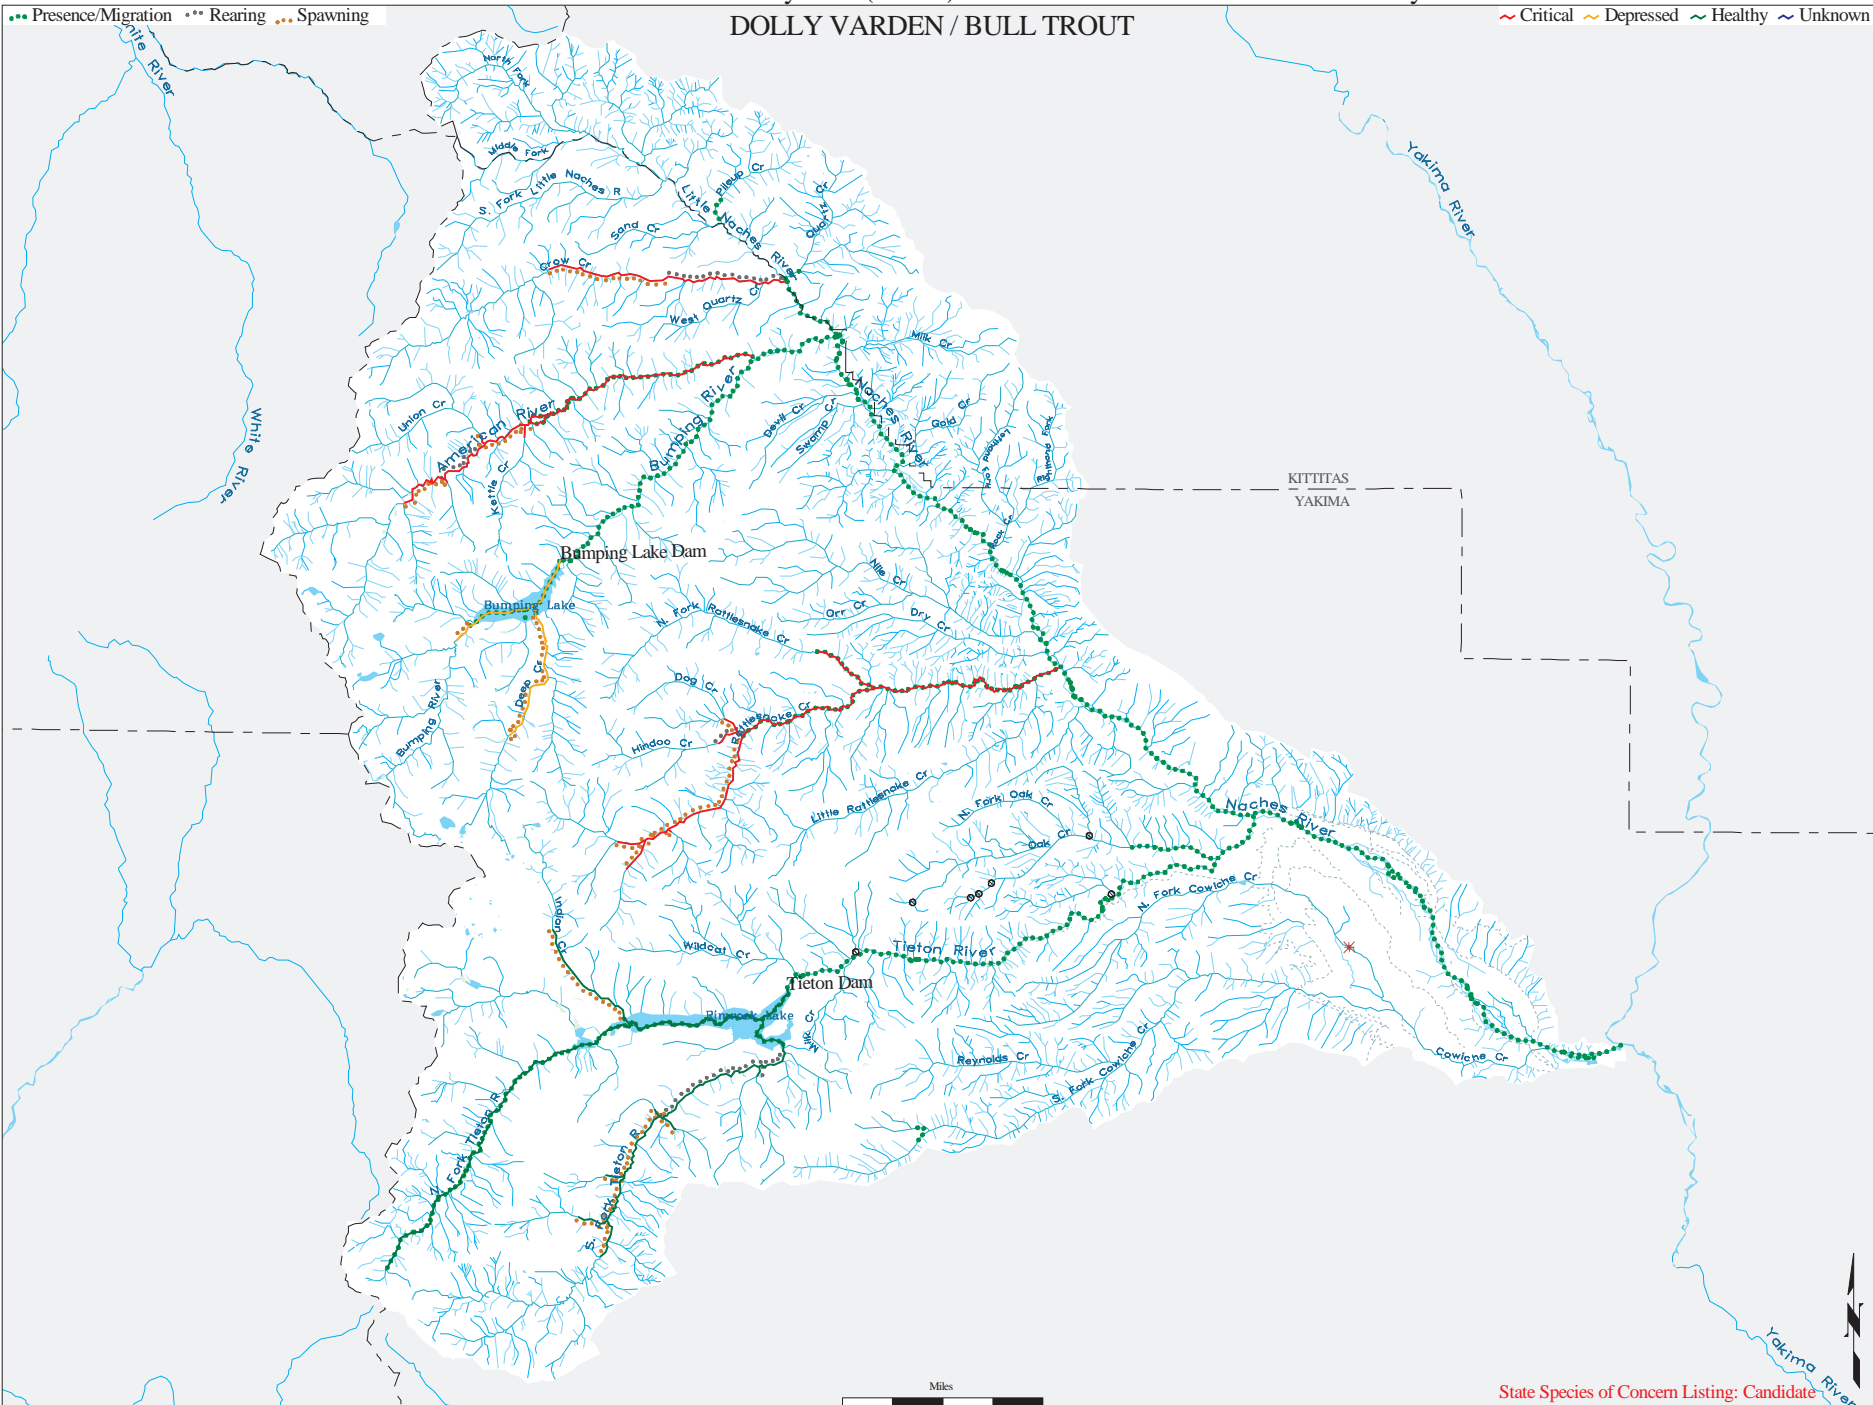 DOLLY VARDEN / BULL TROUT
Presence/Migration
Rearing
Spawning
Critical
Depressed
Healthy
Unknown
River
North Fork
Middle Fork
S. Fork Little Naches R
Pileup Cr
Little Naches River
Quartz Cr
Sand Cr
Crow Cr
West Quartz Cr
Yakima River
Milk Cr
Union Cr
American River
Bumping River
Devil Cr
Swamp Cr
Naches River
Gold Cr
White River
Kettle Cr
KITTITAS
YAKIMA
Bumping Lake Dam
Bumping Lake
Nile Cr
N. Fork Rattlesnake Cr
Orr Cr
Dry Cr
Deep Cr
Dog Cr
Bumping River
Hindoo Cr
Rattlesnake Cr
Little Rattlesnake Cr
N. Fork Oak Cr
Oak Cr
Naches River
N. Fork Cowiche Cr
Indian Cr
Wildcat Cr
Tieton River
Tieton Dam
Rimrock Lake
Milk Cr
Reynolds Cr
S. Fork Cowiche Cr
Cowiche Cr
N. Fork Tieton R
S. Fork Tieton R
Yakima River
Miles
N
State Species of Concern Listing: Candidate